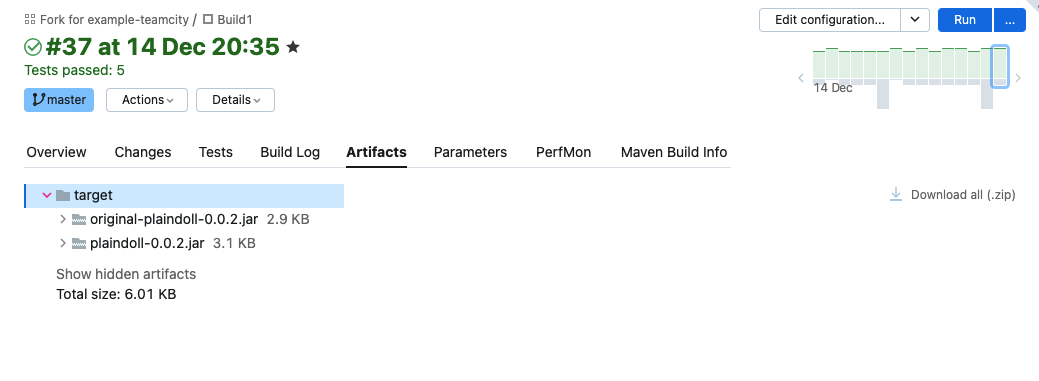 Fork for example-teamcity / Build1
Edit configuration...
Run
...
#37 at 14 Dec 20:35
Tests passed: 5
14 Dec
master
Actions
Details
Overview
Changes
Tests
Build Log
Artifacts
Parameters
PerfMon
Maven Build Info
target
Download all (.zip)
original-plaindoll-0.0.2.jar 2.9 KB
plaindoll-0.0.2.jar 3.1 KB
Show hidden artifacts
Total size: 6.01 KB